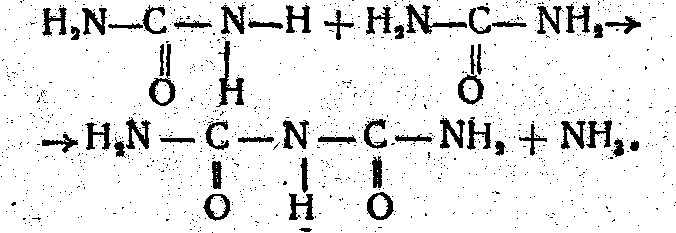 H₂N—C—N—H + H₂N—C—NH₂→
‖ | ‖
O H O
→H₂N—C—N—C—NH₂ + NH₃.
‖ | ‖
O H O